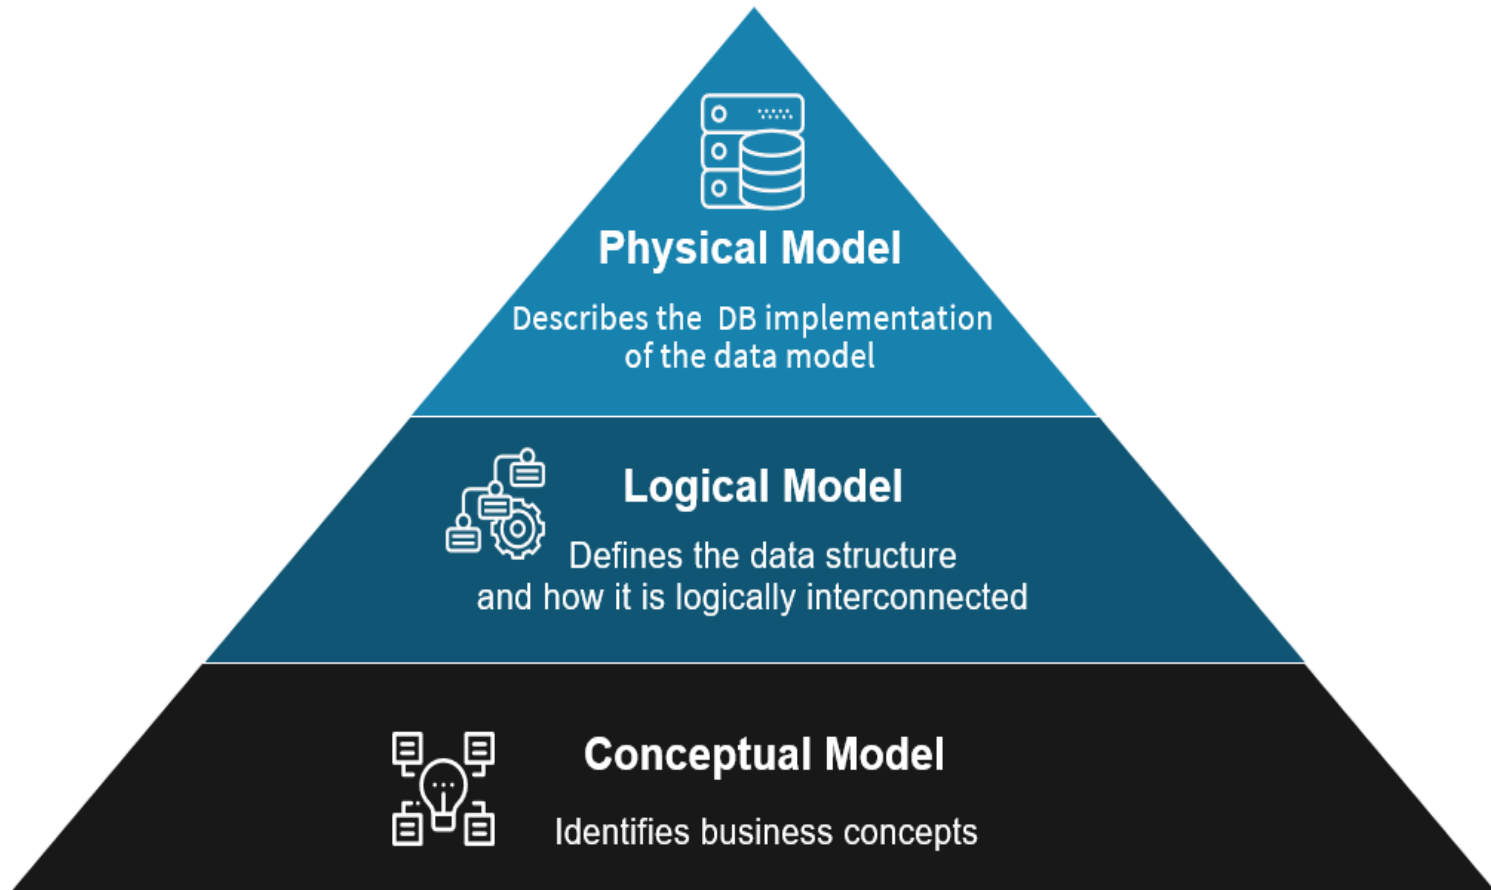 Physical Model
Describes the DB implementation
of the data model
Logical Model
Defines the data structure
and how it is logically interconnected
Conceptual Model
Identifies business concepts